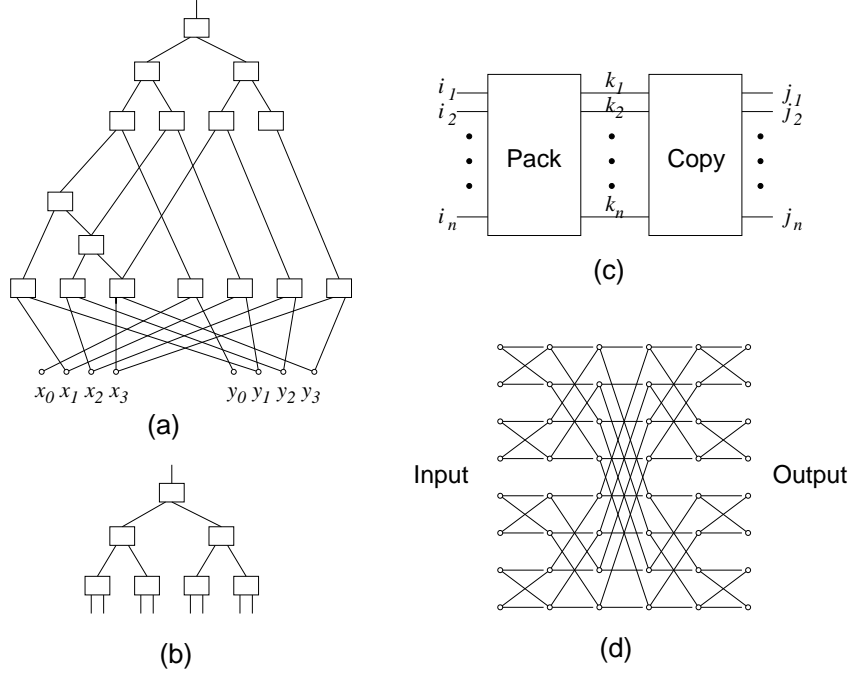 x₀ x₁ x₂ x₃ y₀ y₁ y₂ y₃
(a)
(b)
i₁ k₁ j₁
i₂ k₂ j₂
Pack Copy
iₙ kₙ jₙ
(c)
Input Output
(d)